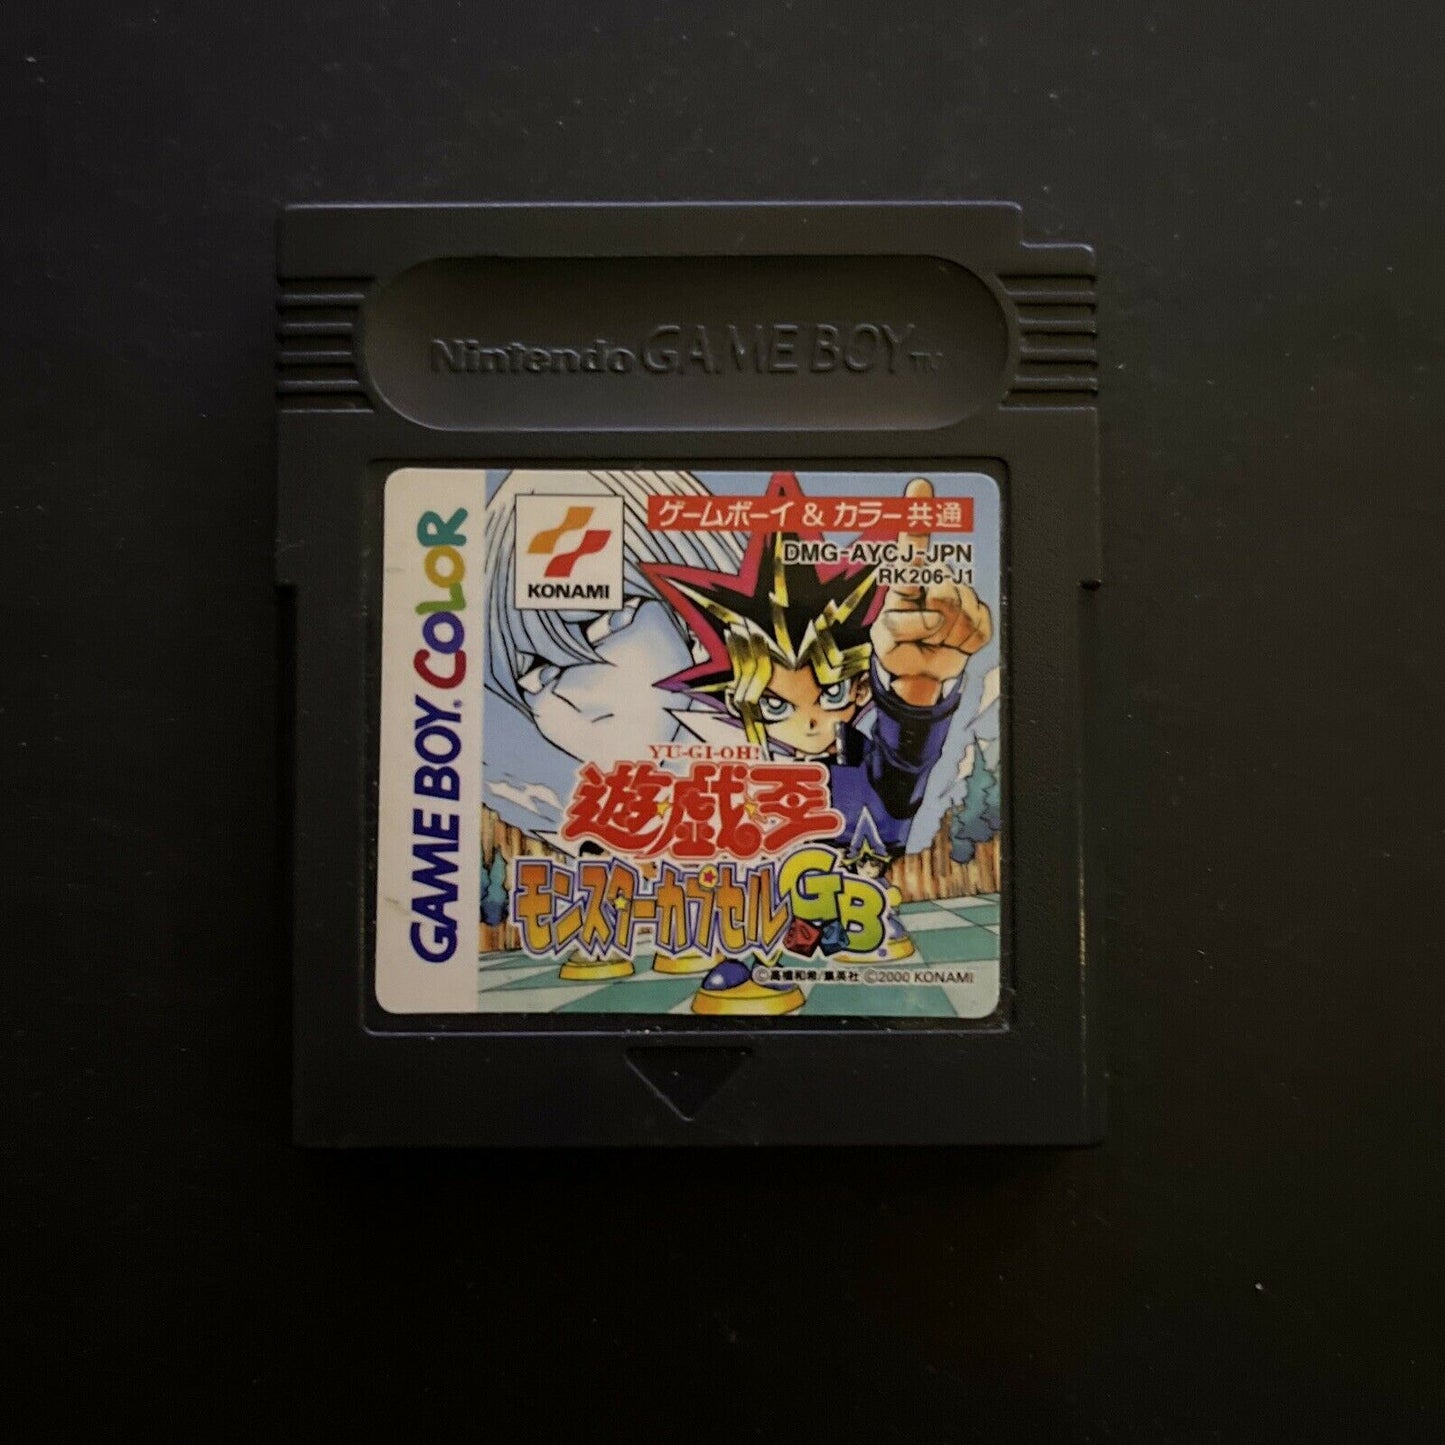 Nintendo GAME BOY™
GAME BOY COLOR
KONAMI
ゲームボーイ & カラー共通
DMG-AYCJ-JPN
RK206-J1
YU-GI-OH!
遊☆戯☆王
モンスターカプセルGB
©高橋和希/集英社 ©2000 KONAMI